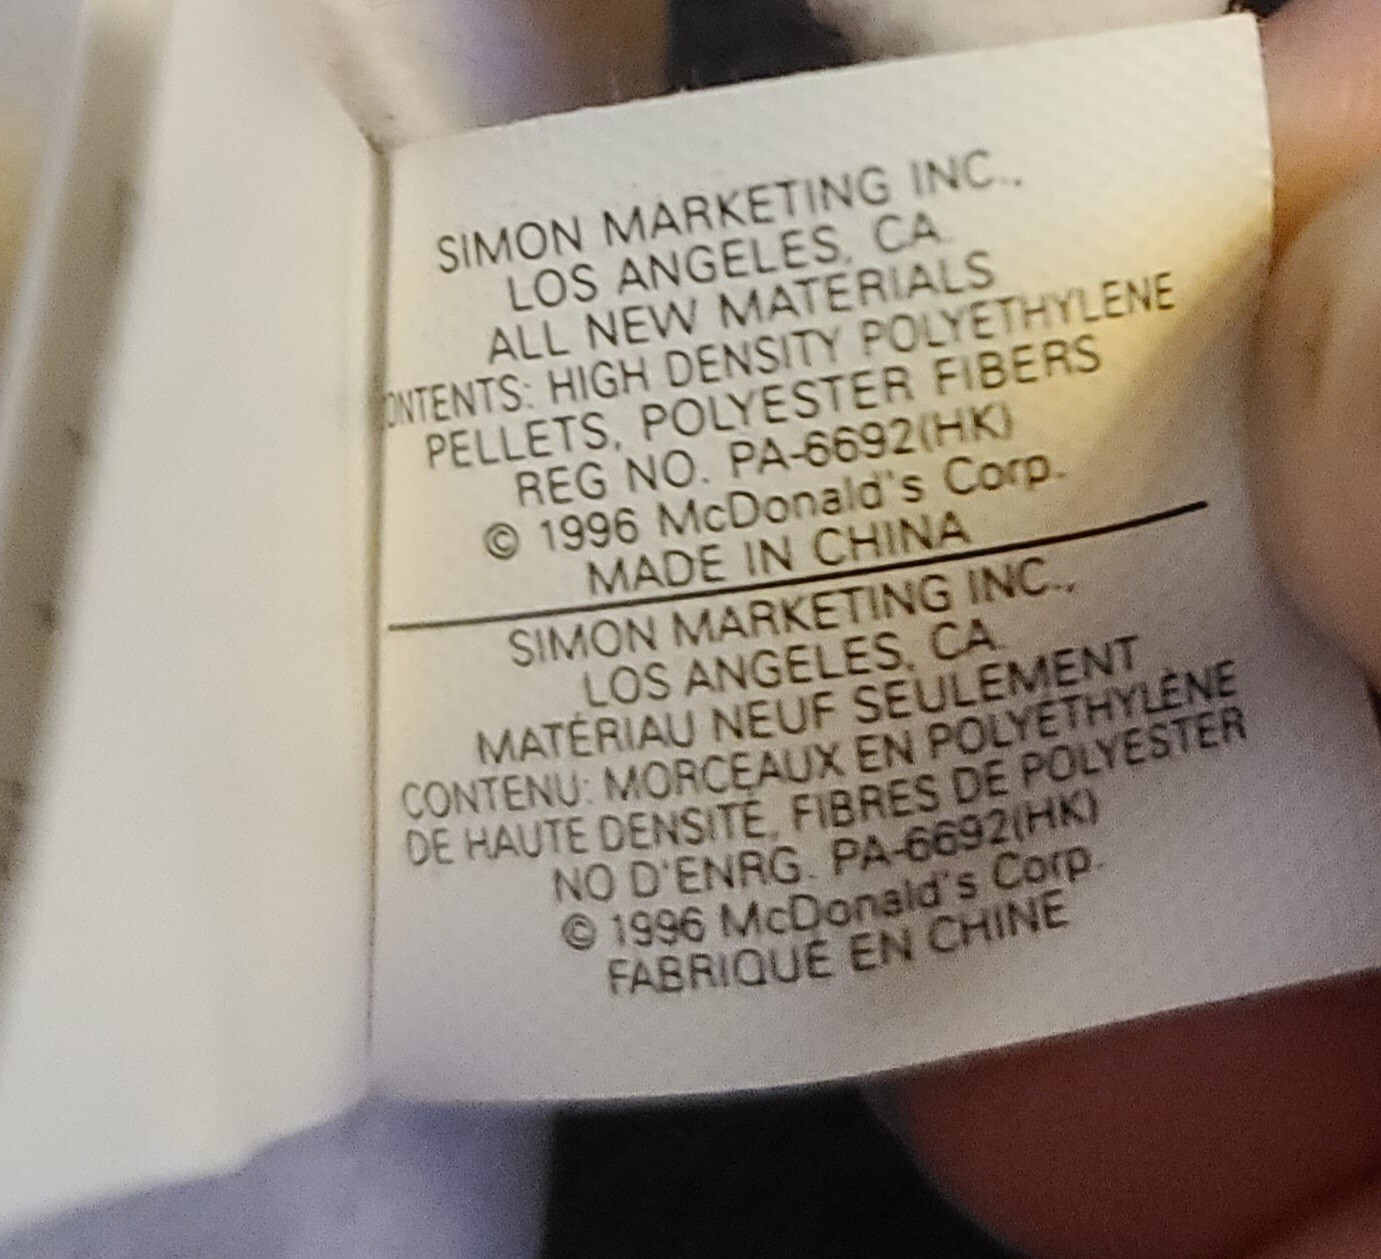 SIMON MARKETING INC.,
LOS ANGELES, CA.
ALL NEW MATERIALS
ONTENTS: HIGH DENSITY POLYETHYLENE
PELLETS, POLYESTER FIBERS
REG NO. PA-6692(HK)
© 1996 McDonald's Corp.
MADE IN CHINA
SIMON MARKETING INC.,
LOS ANGELES, CA.
MATÉRIAU NEUF SEULEMENT
CONTENU: MORCEAUX EN POLYÉTHYLÈNE
DE HAUTE DENSITÉ, FIBRES DE POLYESTER
NO D'ENRG. PA-6692(HK)
© 1996 McDonald's Corp.
FABRIQUÉ EN CHINE